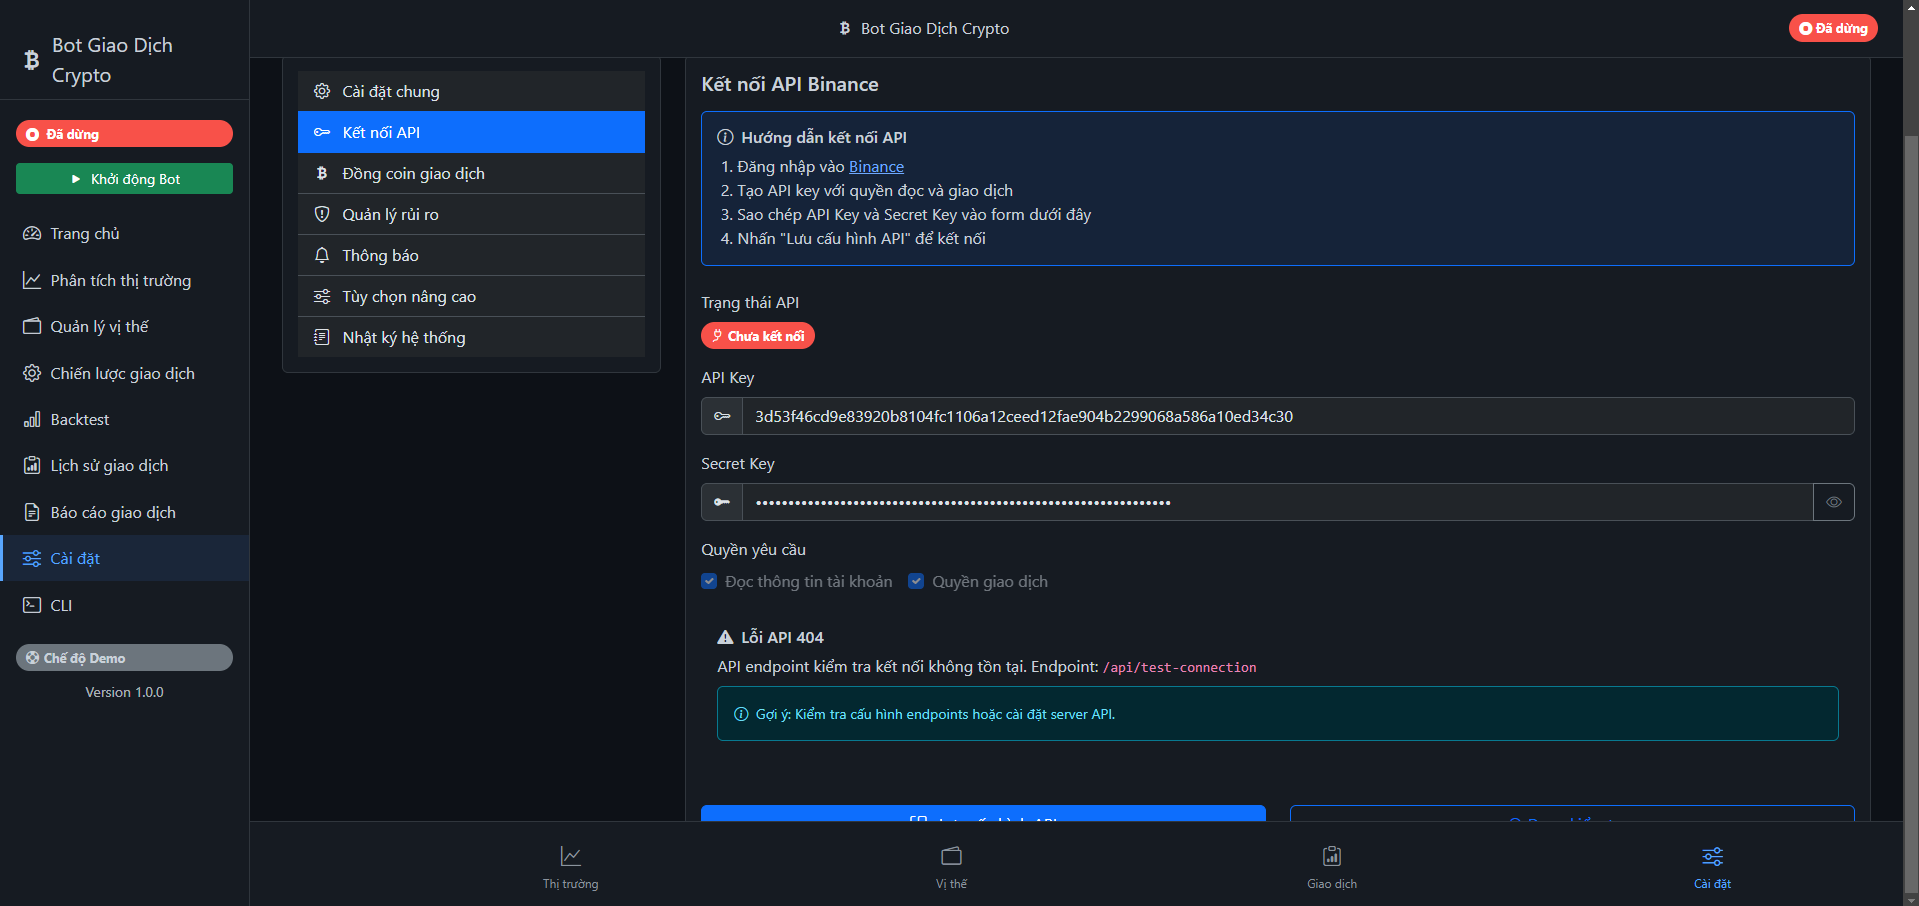 Bot Giao Dịch
Crypto
Đã dừng
Khởi động Bot
Trang chủ
Phân tích thị trường
Quản lý vị thế
Chiến lược giao dịch
Backtest
Lịch sử giao dịch
Báo cáo giao dịch
Cài đặt
CLI
Chế độ Demo
Version 1.0.0
Bot Giao Dịch Crypto
Đã dừng
Cài đặt chung
Kết nối API
Đồng coin giao dịch
Quản lý rủi ro
Thông báo
Tùy chọn nâng cao
Nhật ký hệ thống
Kết nối API Binance
Hướng dẫn kết nối API
1. Đăng nhập vào Binance
2. Tạo API key với quyền đọc và giao dịch
3. Sao chép API Key và Secret Key vào form dưới đây
4. Nhấn "Lưu cấu hình API" để kết nối
Trạng thái API
Chưa kết nối
API Key
3d53f46cd9e83920b8104fc1106a12ceed12fae904b2299068a586a10ed34c30
Secret Key
Quyền yêu cầu
Đọc thông tin tài khoản
Quyền giao dịch
Lỗi API 404
API endpoint kiểm tra kết nối không tồn tại. Endpoint: /api/test-connection
Gợi ý: Kiểm tra cấu hình endpoints hoặc cài đặt server API.
Thị trường
Vị thế
Giao dịch
Cài đặt